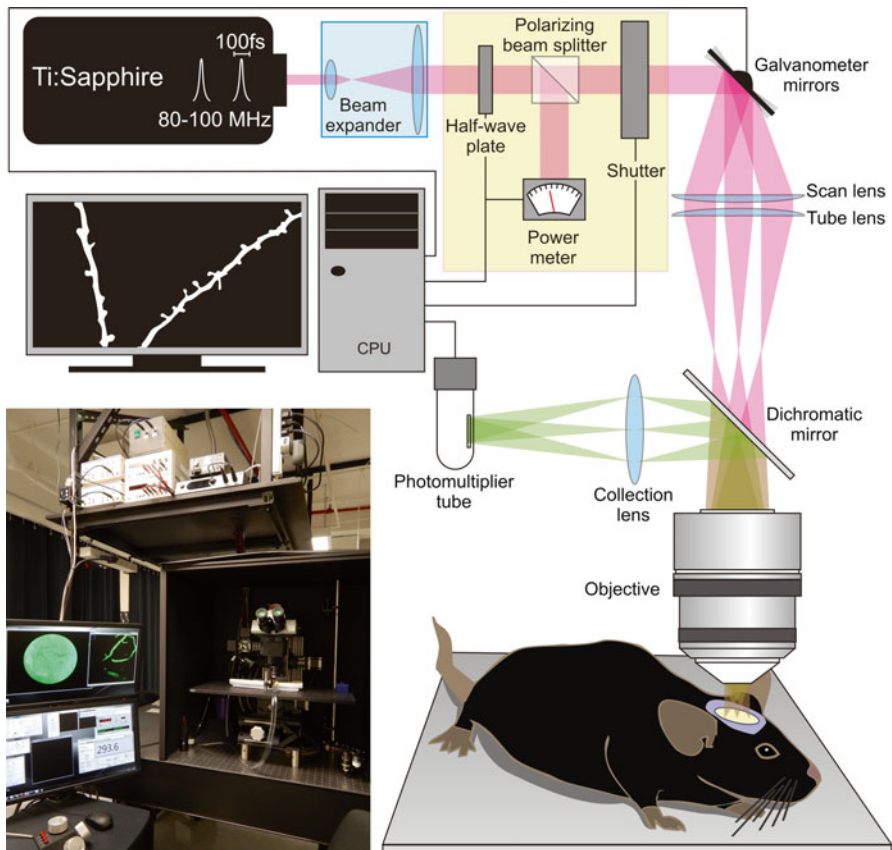 100fs
Ti:Sapphire
80-100 MHz
Beam
expander
Polarizing
beam splitter
Half-wave
plate
Shutter
Power
meter
Galvanometer
mirrors
Scan lens
Tube lens
CPU
Dichromatic
mirror
Photomultiplier
tube
Collection
lens
Objective
293.6